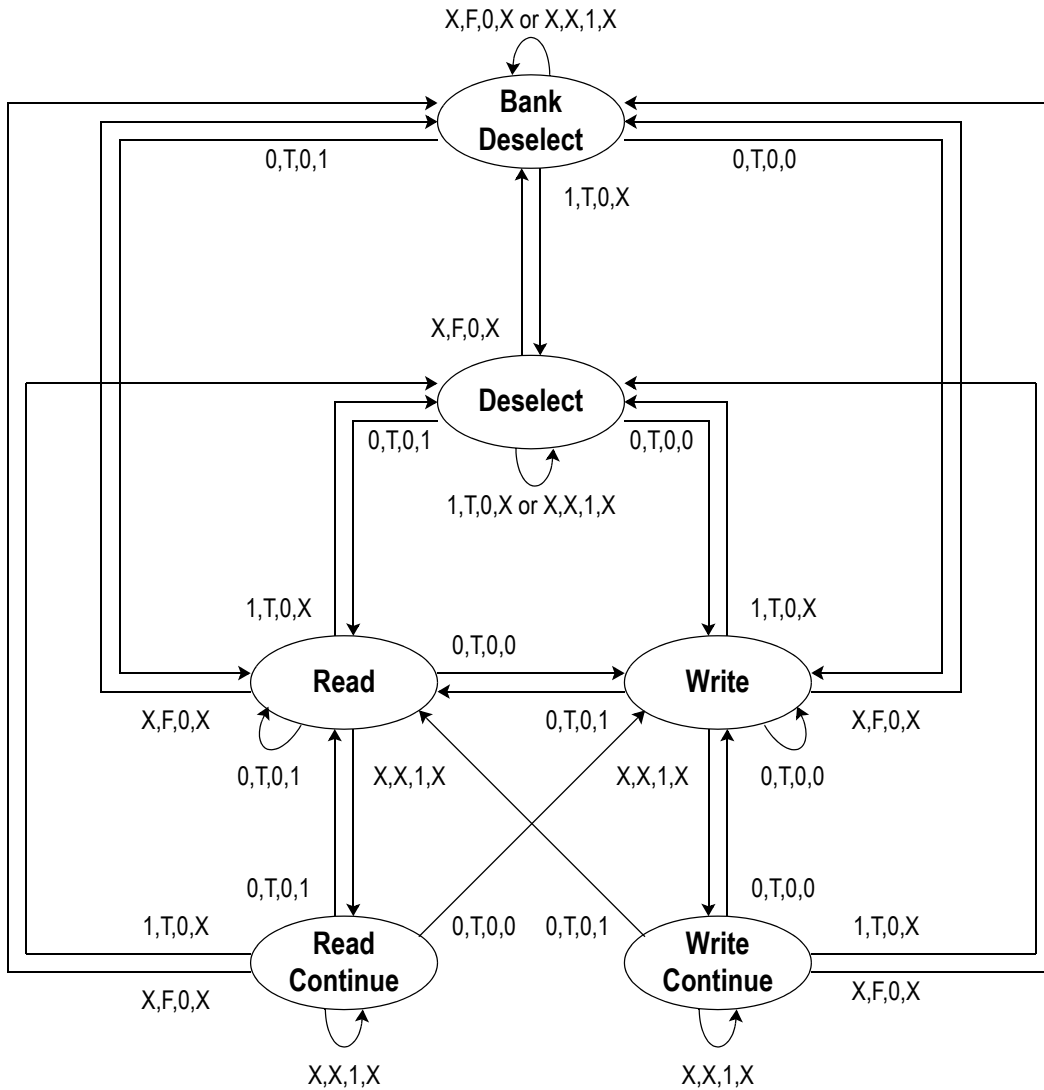 X,F,0,X or X,X,1,X
Bank
Deselect
0,T,0,1
0,T,0,0
1,T,0,X
X,F,0,X
Deselect
0,T,0,1
0,T,0,0
1,T,0,X or X,X,1,X
1,T,0,X
1,T,0,X
0,T,0,0
Read
Write
X,F,0,X
0,T,0,1
X,F,0,X
0,T,0,1
X,X,1,X
X,X,1,X
0,T,0,0
0,T,0,1
0,T,0,0
1,T,0,X
0,T,0,0
0,T,0,1
1,T,0,X
Read
Continue
Write
Continue
X,F,0,X
X,F,0,X
X,X,1,X
X,X,1,X